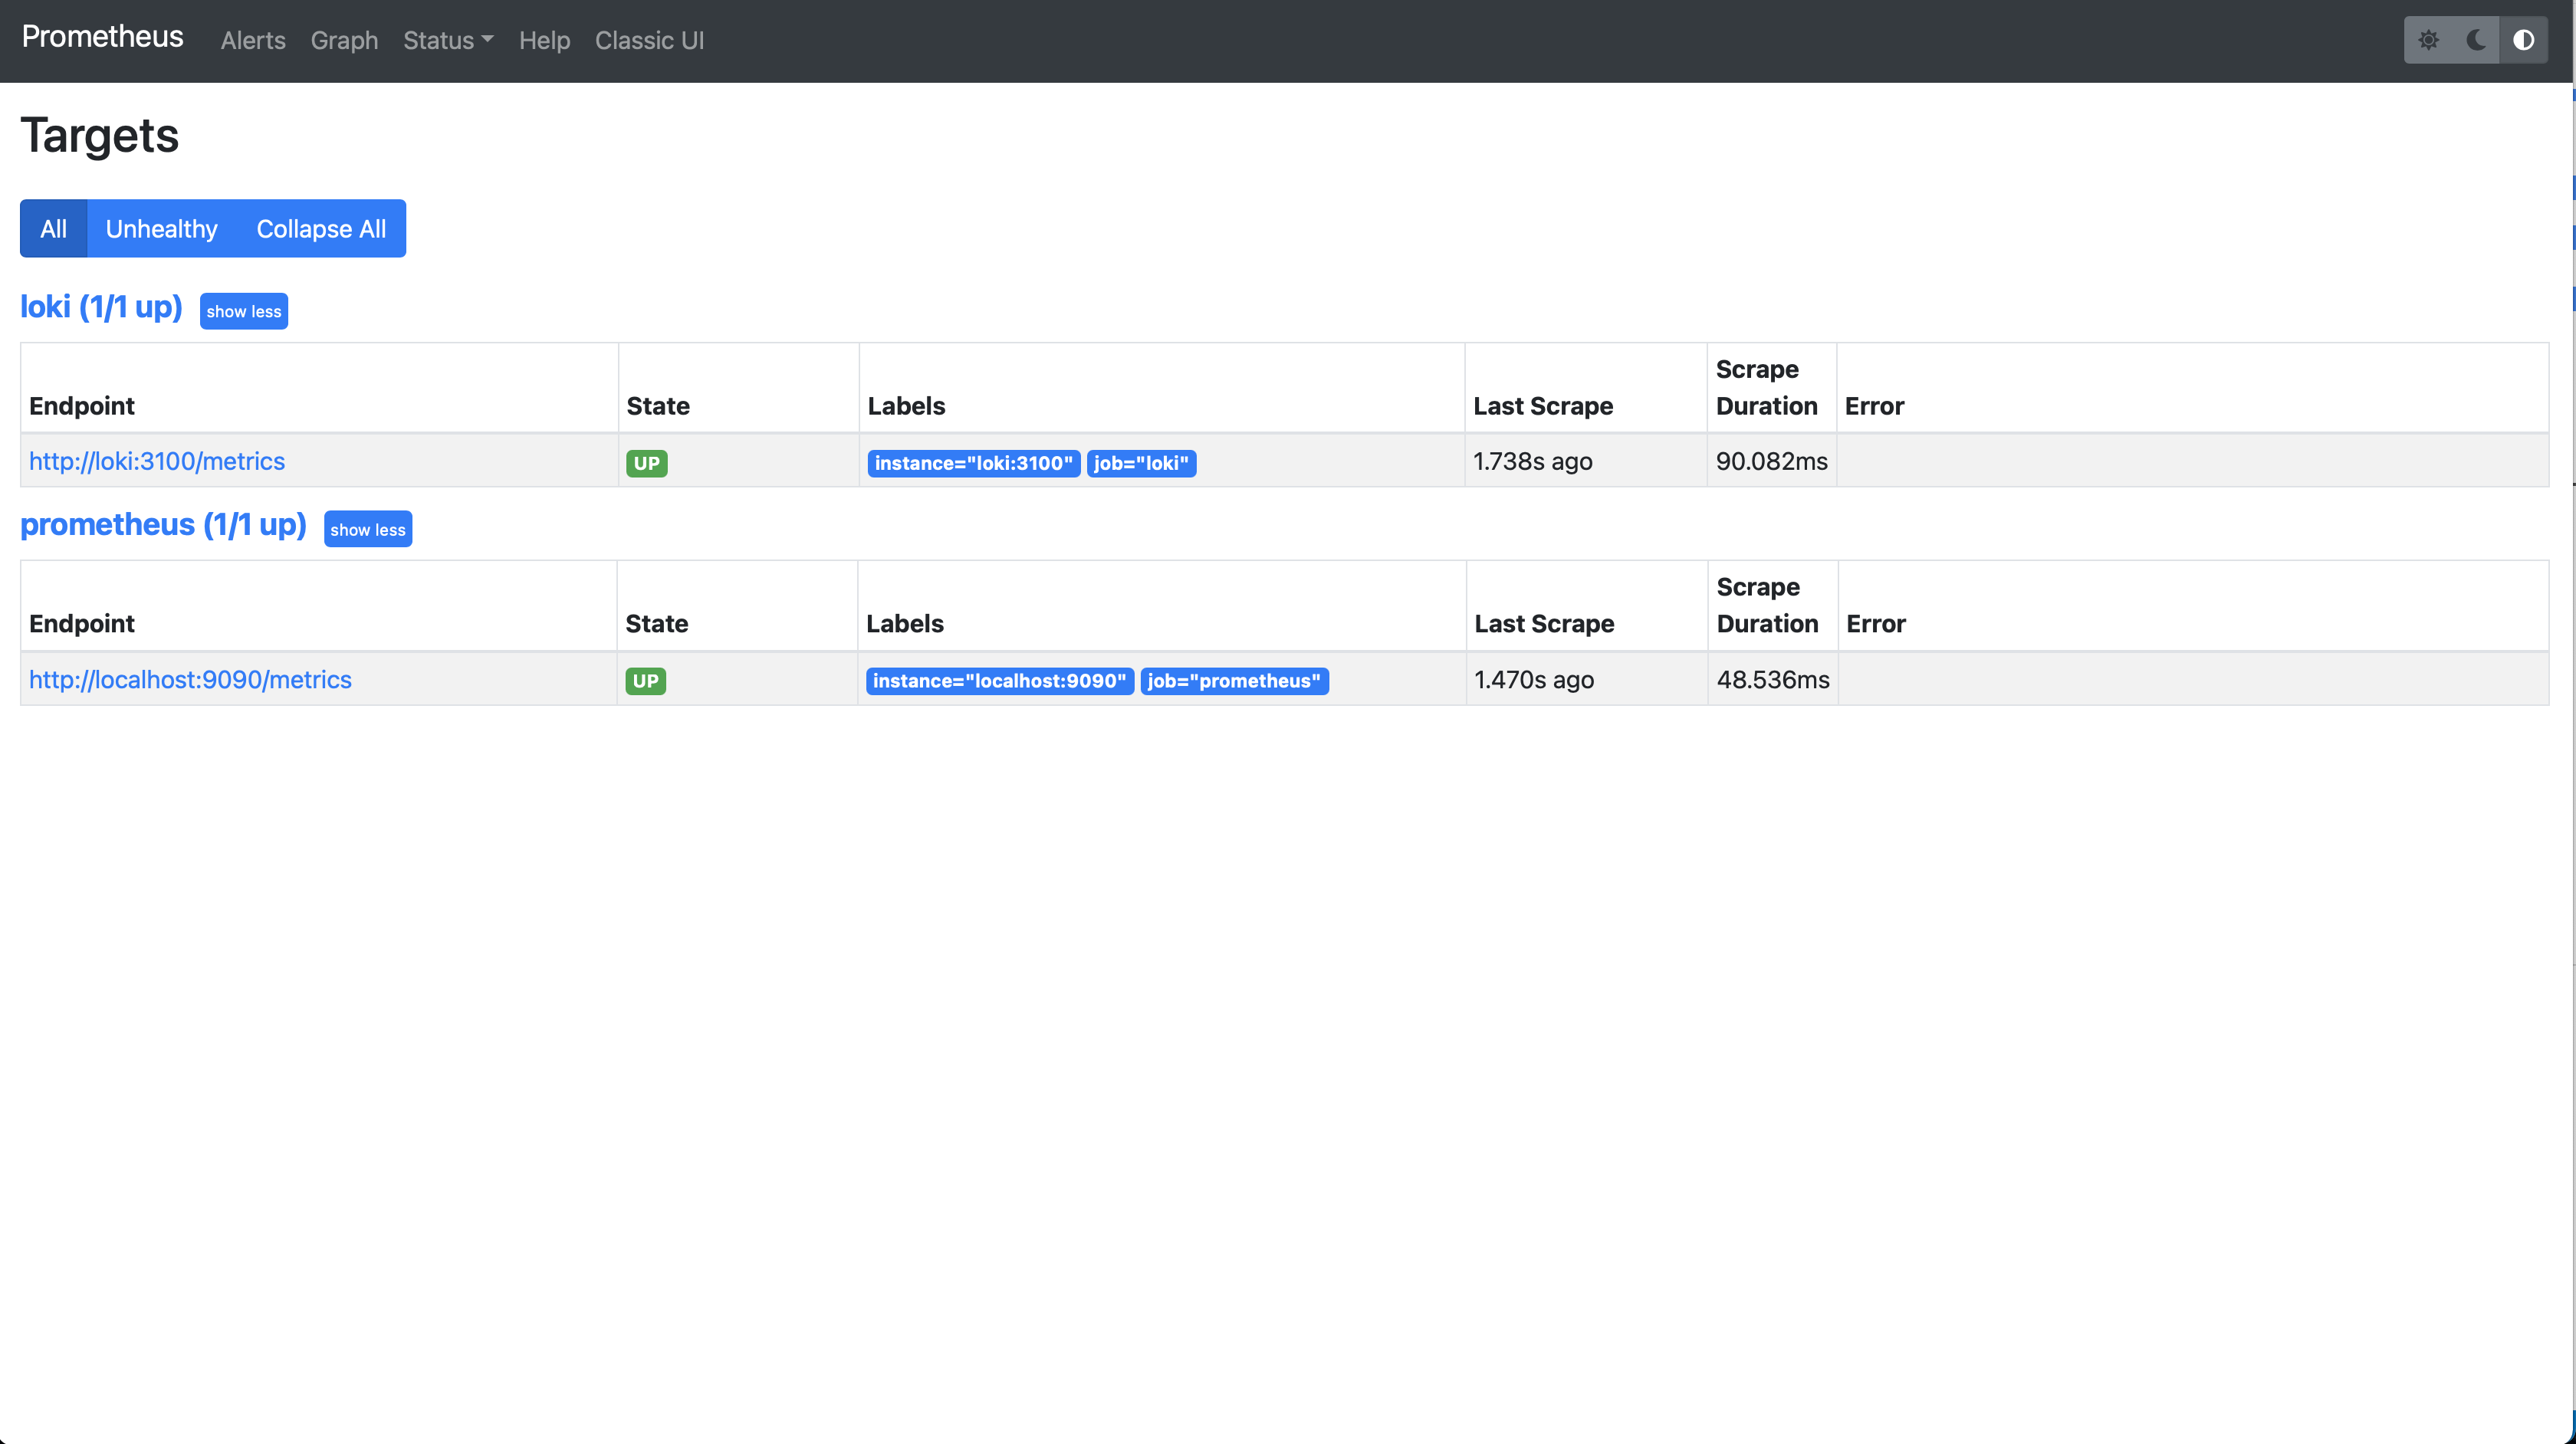 Prometheus Alerts Graph Status Help Classic UI
Targets
All Unhealthy Collapse All
loki (1/1 up) show less
Endpoint State Labels Last Scrape Scrape Duration Error
http://loki:3100/metrics UP instance="loki:3100" job="loki" 1.738s ago 90.082ms
prometheus (1/1 up) show less
Endpoint State Labels Last Scrape Scrape Duration Error
http://localhost:9090/metrics UP instance="localhost:9090" job="prometheus" 1.470s ago 48.536ms